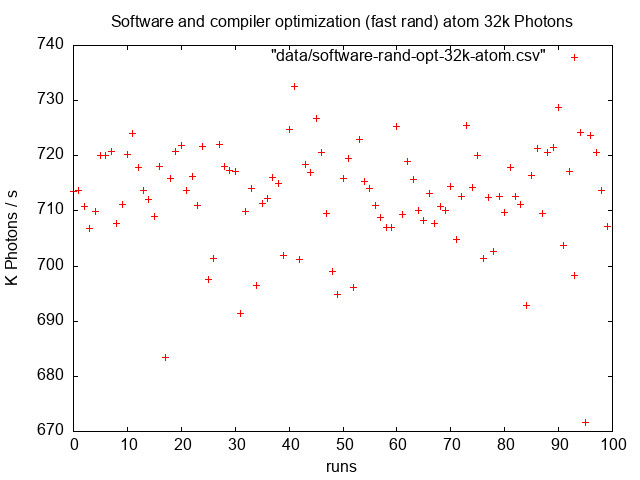 Software and compiler optimization (fast rand) atom 32k Photons
740
"data/software-rand-opt-32k-atom.csv"
730
720
710
700
690
680
670
K Photons / s
0 10 20 30 40 50 60 70 80 90 100
runs